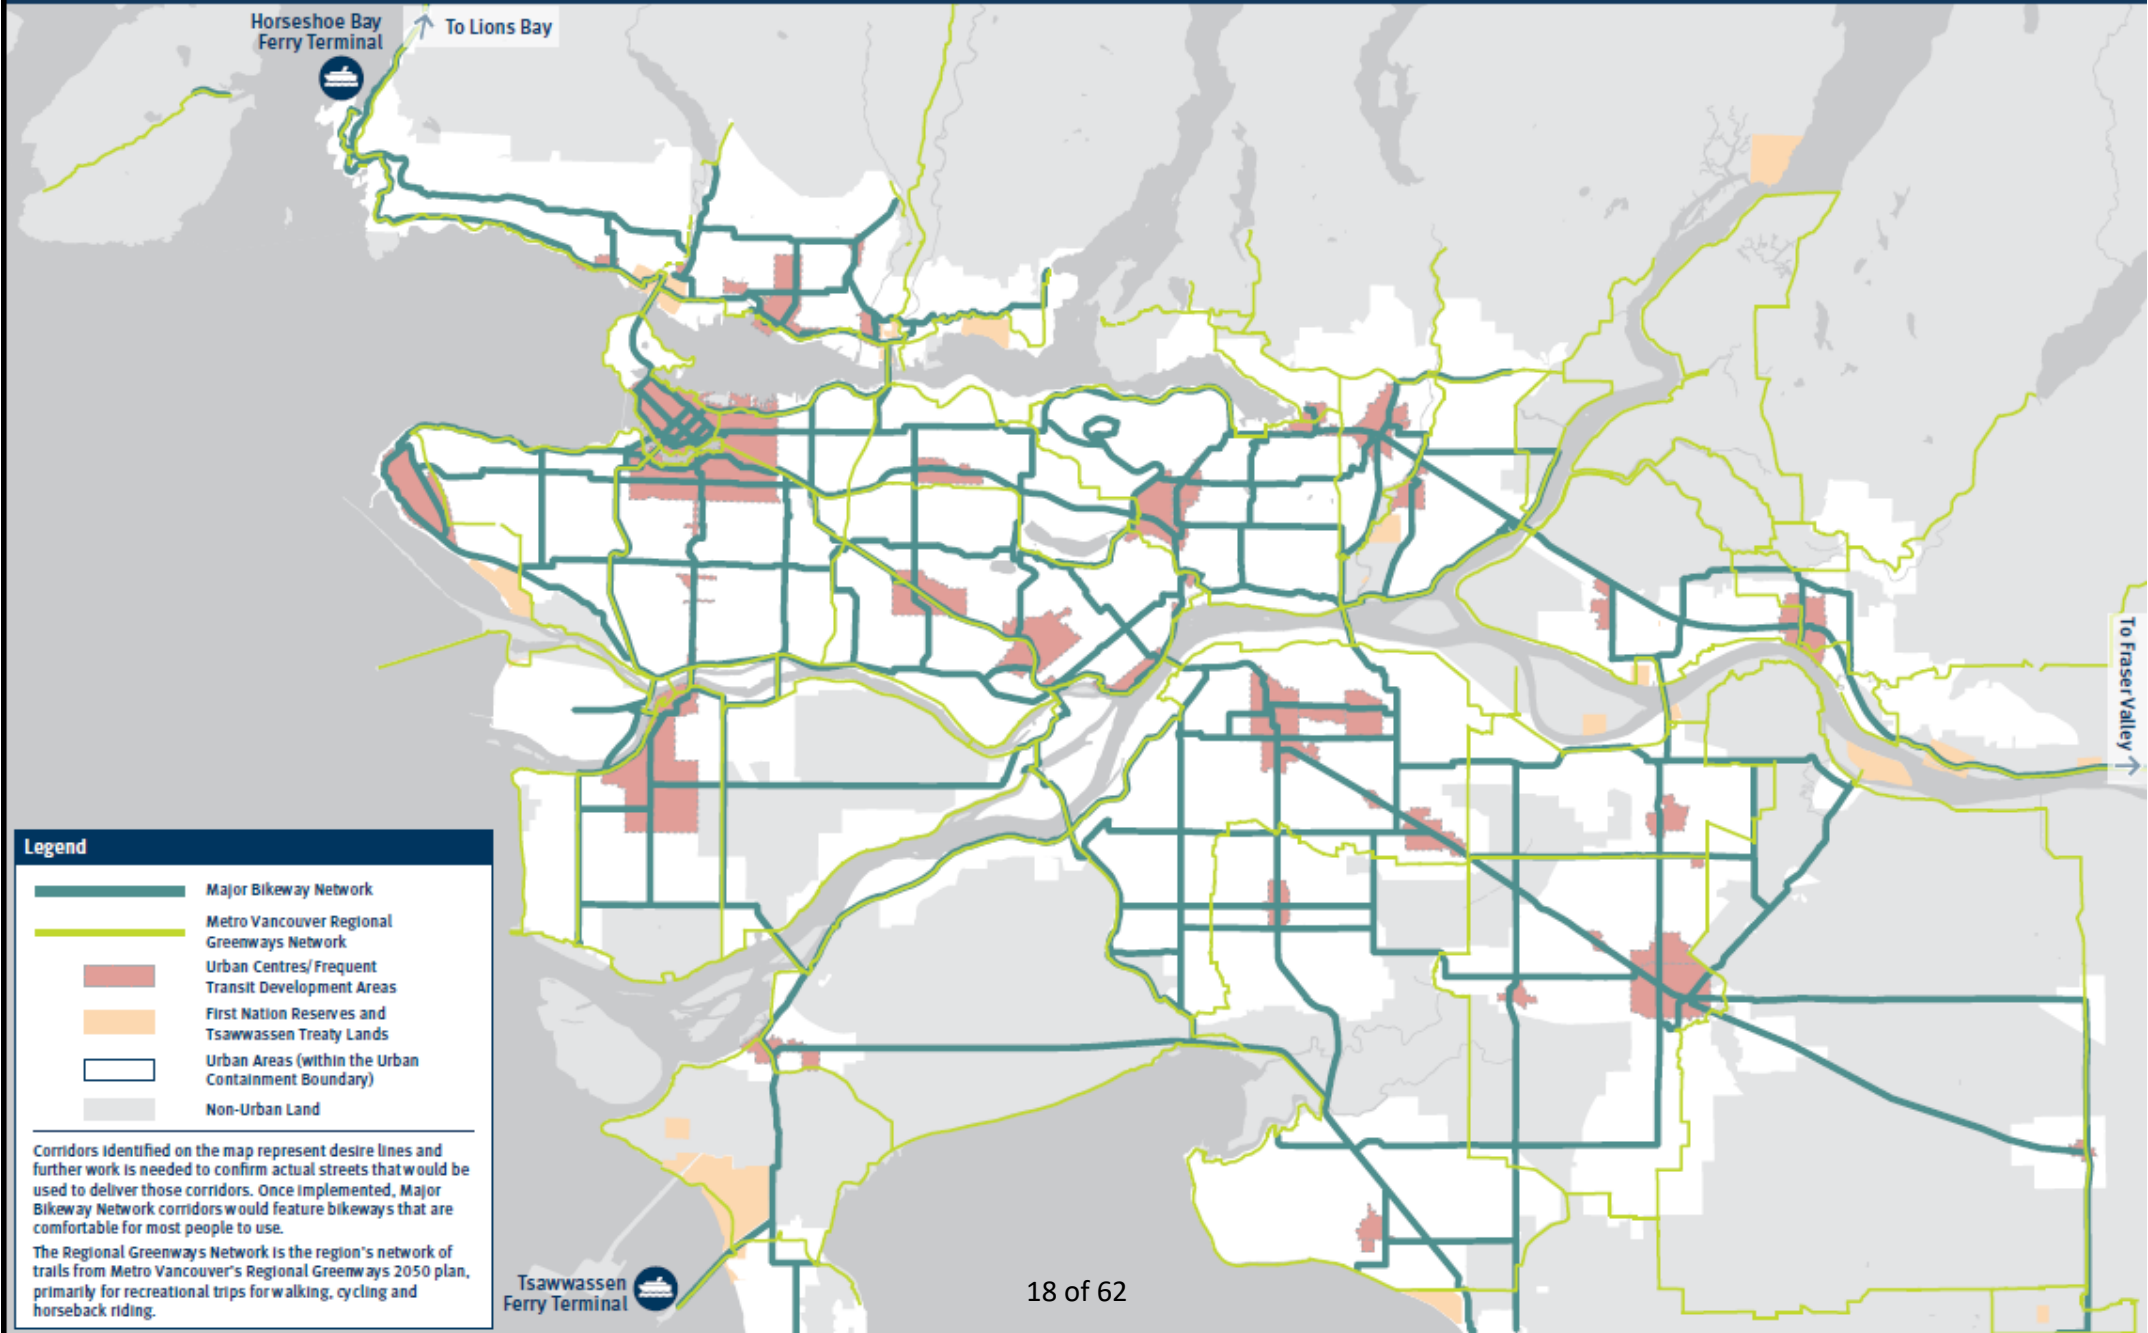 Horseshoe Bay
Ferry Terminal
To Lions Bay
To Fraser Valley
Legend
Major Bikeway Network
Metro Vancouver Regional
Greenways Network
Urban Centres/Frequent
Transit Development Areas
First Nation Reserves and
Tsawwassen Treaty Lands
Urban Areas (within the Urban
Containment Boundary)
Non-Urban Land
Corridors identified on the map represent desire lines and
further work is needed to confirm actual streets that would be
used to deliver those corridors. Once implemented, Major
Bikeway Network corridors would feature bikeways that are
comfortable for most people to use.
The Regional Greenways Network is the region's network of
trails from Metro Vancouver's Regional Greenways 2050 plan,
primarily for recreational trips for walking, cycling and
horseback riding.
Tsawwassen
Ferry Terminal
18 of 62